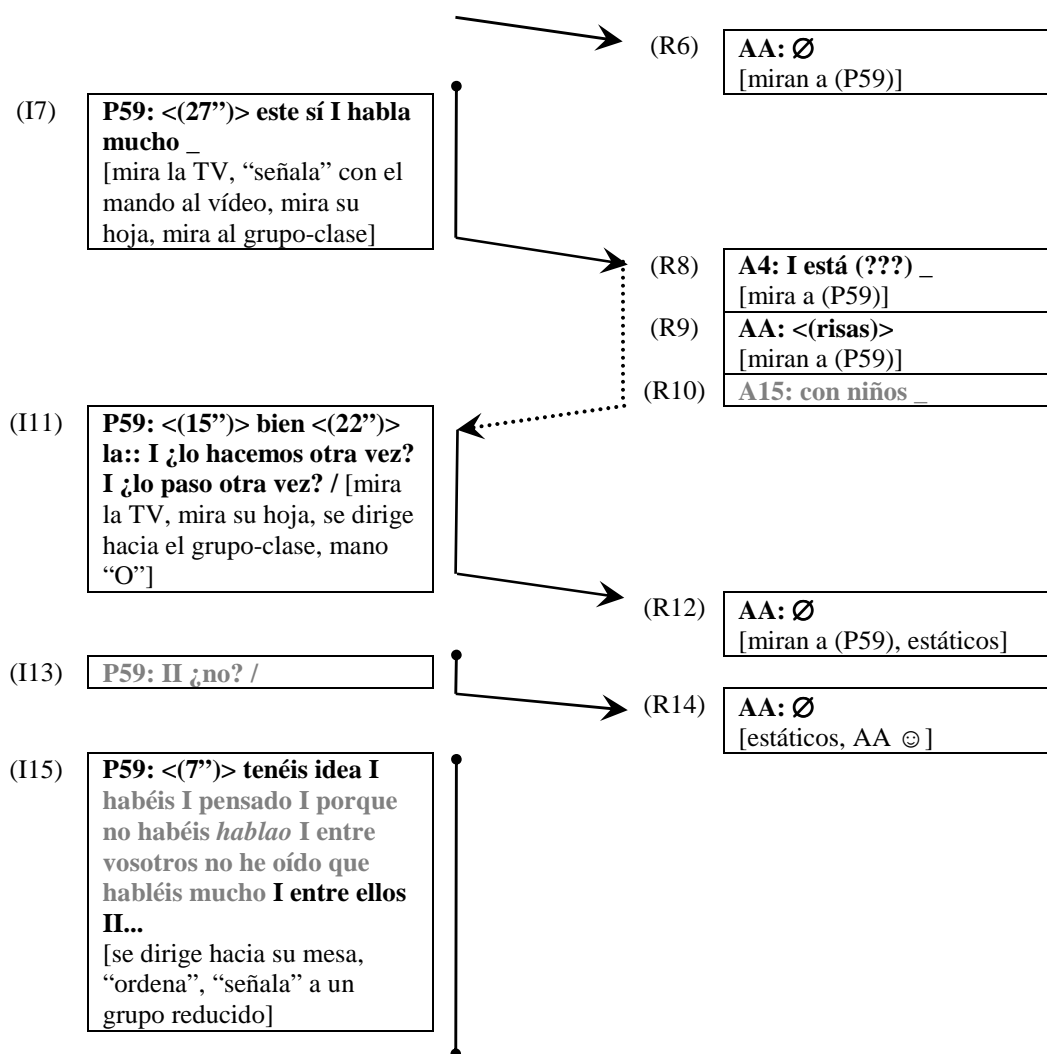 (R6) AA: Ø
[miran a (P59)]
(I7) P59: <(27”)> este sí I habla
mucho _
[mira la TV, “señala” con el
mando al vídeo, mira su
hoja, mira al grupo-clase]
(R8) A4: I está (???) _
[mira a (P59)]
(R9) AA: <(risas)>
[miran a (P59)]
(R10) A15: con niños _
(I11) P59: <(15”)> bien <(22”)>
la:: I ¿lo hacemos otra vez?
I ¿lo paso otra vez? / [mira
la TV, mira su hoja, se dirige
hacia el grupo-clase, mano
“O”]
(R12) AA: Ø
[miran a (P59), estáticos]
(I13) P59: II ¿no? /
(R14) AA: Ø
[estáticos, AA ☺]
(I15) P59: <(7”)> tenéis idea I
habéis I pensado I porque
no habéis hablao I entre
vosotros no he oído que
habléis mucho I entre ellos
II...
[se dirige hacia su mesa,
“ordena”, “señala” a un
grupo reducido]